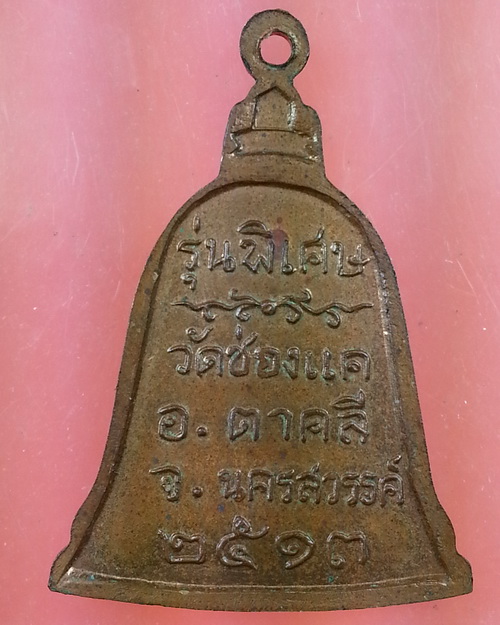 รุ่นพิเศษ
วัดช่องแค
อ. ตาคลี
จ. นครสวรรค์
๒๕๑๓